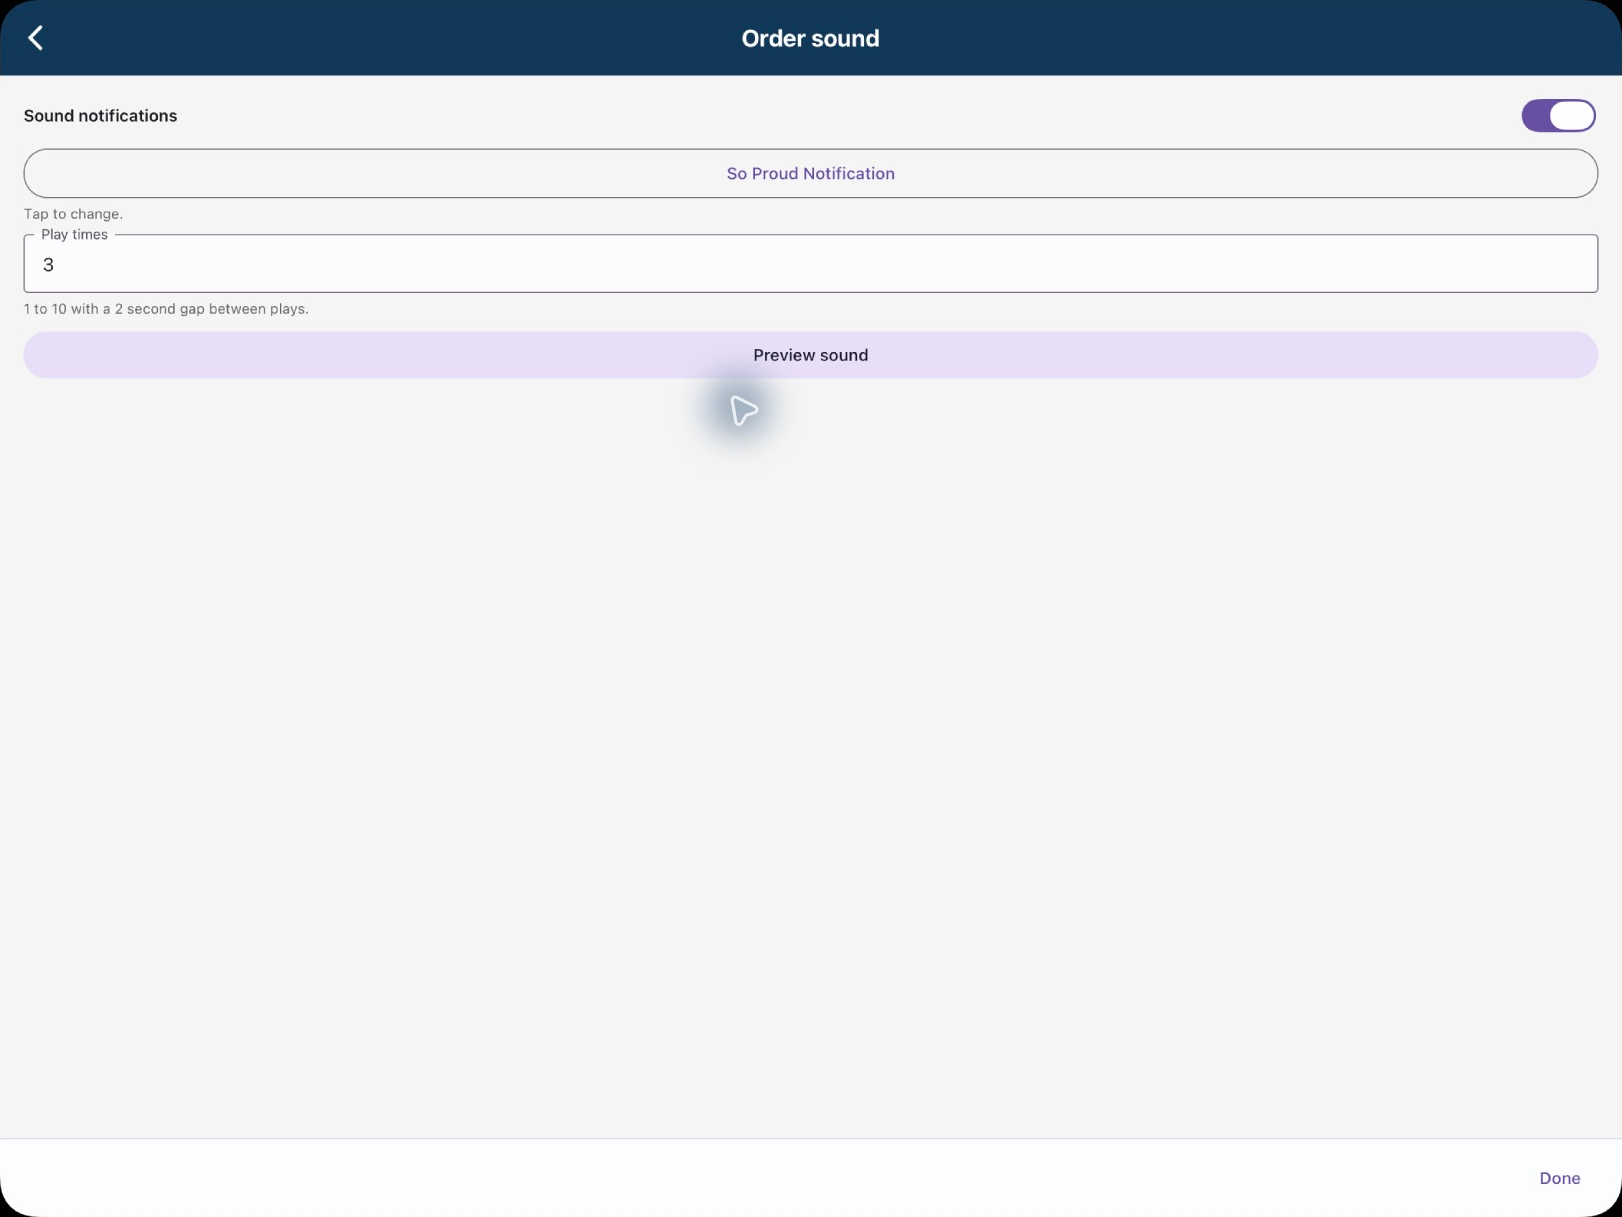 Order sound
Sound notifications
So Proud Notification
Tap to change.
Play times
3
1 to 10 with a 2 second gap between plays.
Preview sound
Done